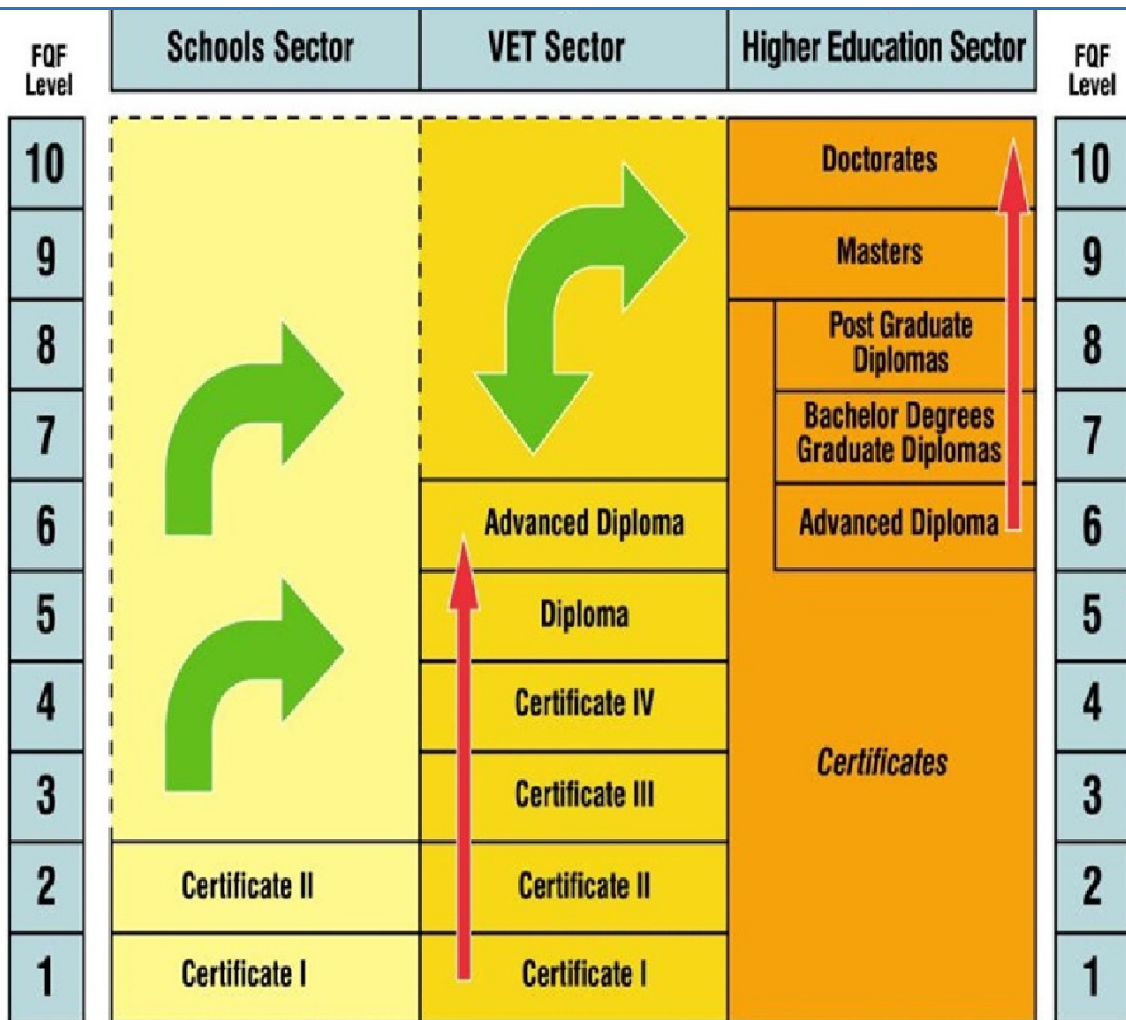 FQF
Level
Schools Sector
VET Sector
Higher Education Sector
FQF
Level
10
Doctorates
10
9
Masters
9
8
Post Graduate
Diplomas
8
7
Bachelor Degrees
Graduate Diplomas
7
6
Advanced Diploma
Advanced Diploma
6
5
Diploma
5
4
Certificate IV
4
3
Certificate III
Certificates
3
2
Certificate II
Certificate II
2
1
Certificate I
Certificate I
1